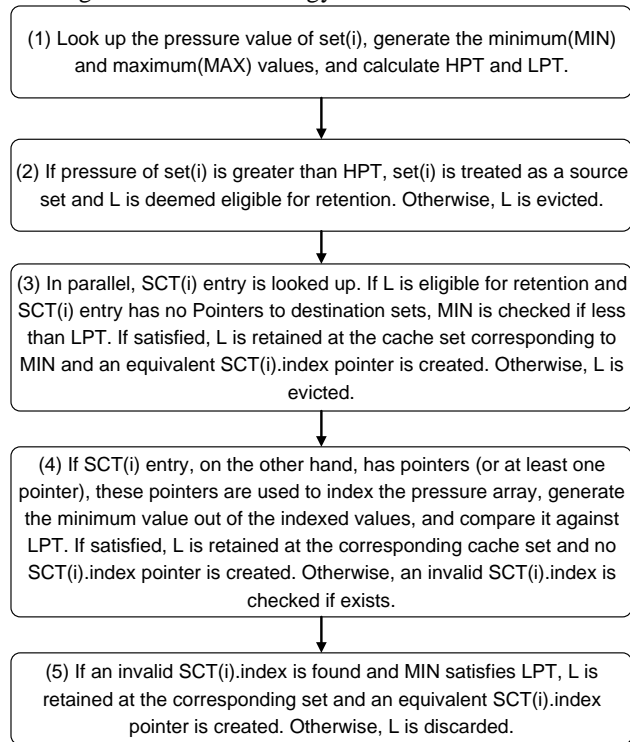 (1) Look up the pressure value of set(i), generate the minimum(MIN)
and maximum(MAX) values, and calculate HPT and LPT.
(2) If pressure of set(i) is greater than HPT, set(i) is treated as a source
set and L is deemed eligible for retention. Otherwise, L is evicted.
(3) In parallel, SCT(i) entry is looked up. If L is eligible for retention and
SCT(i) entry has no Pointers to destination sets, MIN is checked if less
than LPT. If satisfied, L is retained at the cache set corresponding to
MIN and an equivalent SCT(i).index pointer is created. Otherwise, L is
evicted.
(4) If SCT(i) entry, on the other hand, has pointers (or at least one
pointer), these pointers are used to index the pressure array, generate
the minimum value out of the indexed values, and compare it against
LPT. If satisfied, L is retained at the corresponding cache set and no
SCT(i).index pointer is created. Otherwise, an invalid SCT(i).index is
checked if exists.
(5) If an invalid SCT(i).index is found and MIN satisfies LPT, L is
retained at the corresponding set and an equivalent SCT(i).index
pointer is created. Otherwise, L is discarded.